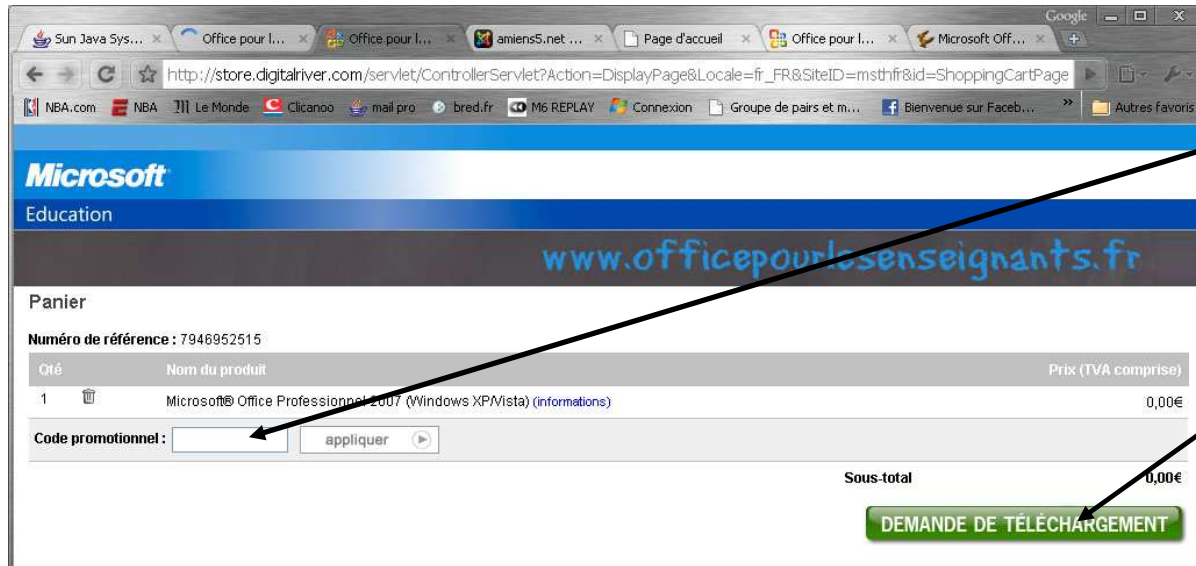 Google
Sun Java Sys... Office pour l... Office pour l... amiens5.net ... Page d'accueil Office pour l... Microsoft Off...
http://store.digitalriver.com/servlet/ControllerServlet?Action=DisplayPage&Locale=fr_FR&SiteID=msthfr&id=ShoppingCartPage
NBA.com NBA Le Monde Clicanoo mail pro bred.fr M6 REPLAY Connexion Groupe de pairs et m... Bienvenue sur Faceb... » Autres favoris
Microsoft
Education
www.officepourlesenseignants.fr
Panier
Numéro de référence : 7946952515
Qté Nom du produit Prix (TVA comprise)
1 Microsoft® Office Professionnel 2007 (Windows XP/Vista) (informations) 0,00€
Code promotionnel : appliquer
Sous-total 0,00€
DEMANDE DE TÉLÉCHARGEMENT